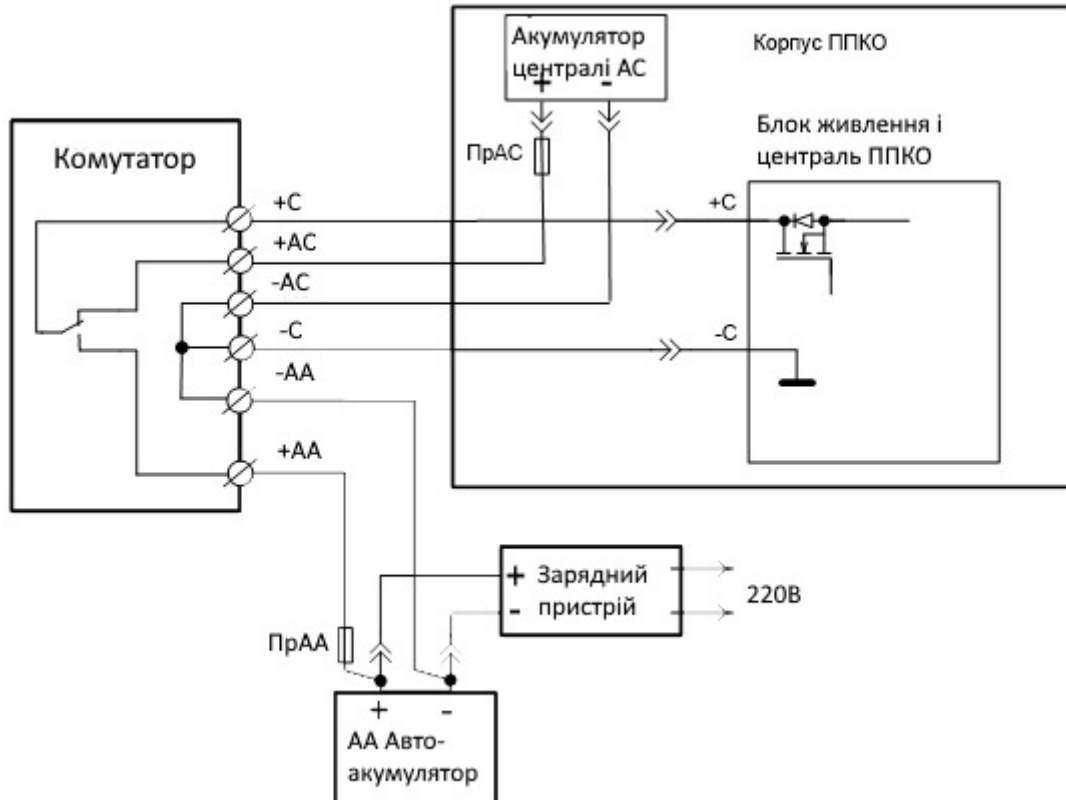 Акумулятор
централі АС
+ -
Корпус ППКО
Блок живлення і
централь ППКО
ПрАС
Комутатор
+С
+АС
-АС
-С
-АА
+АА
+С
-С
+ Зарядний
- пристрій
220В
ПрАА
+ -
АА Авто-
акумулятор